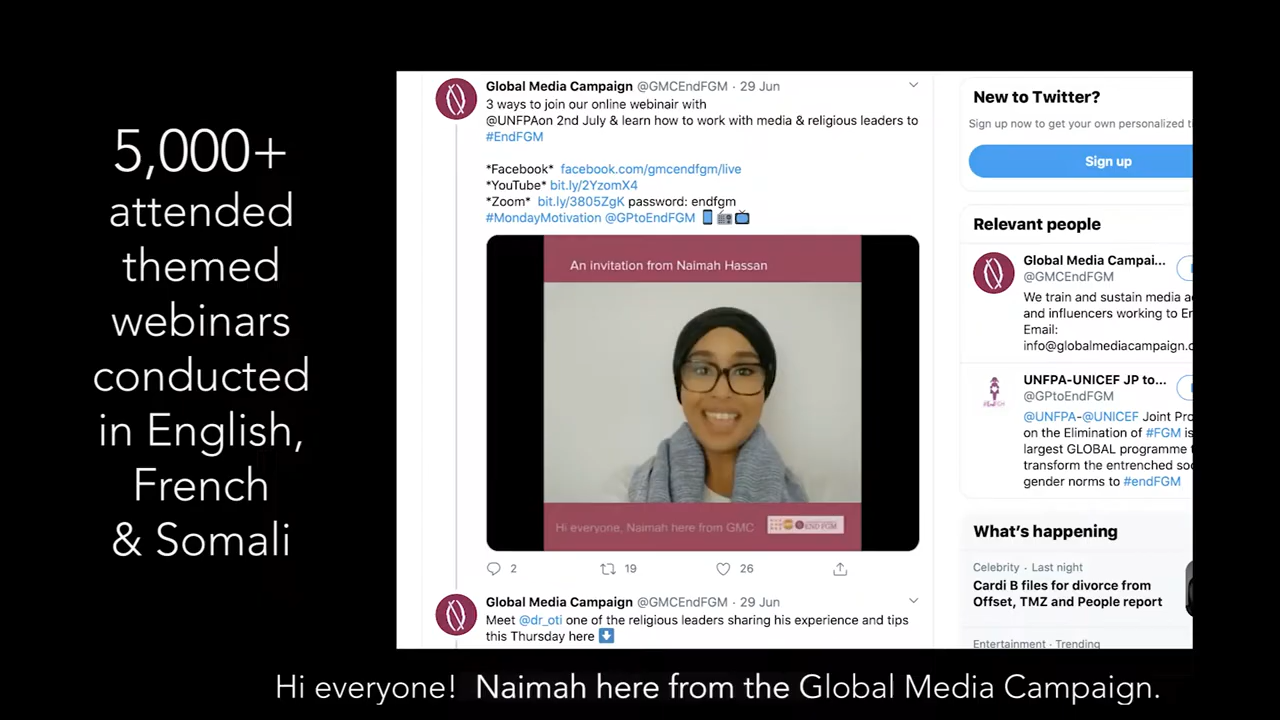 5,000+
attended
themed
webinars
conducted
in English,
French
& Somali
Global Media Campaign @GMCEndFGM · 29 Jun
3 ways to join our online webinair with
@UNFPAon 2nd July & learn how to work with media & religious leaders to
#EndFGM
*Facebook* facebook.com/gmcendfgm/live
*YouTube* bit.ly/2YzomX4
*Zoom* bit.ly/3805ZgK password: endfgm
#MondayMotivation @GPtoEndFGM
An invitation from Naimah Hassan
Hi everyone, Naimah here from GMC
END FGM
2 19 26
Global Media Campaign @GMCEndFGM · 29 Jun
Meet @dr_oti one of the religious leaders sharing his experience and tips
this Thursday here
New to Twitter?
Sign up now to get your own personalized
Sign up
Relevant people
Global Media Campai...
@GMCEndFGM
We train and sustain media
and influencers working to
Email:
info@globalmediacampaign.
UNFPA-UNICEF JP to...
@GPtoEndFGM
@UNFPA-@UNICEF Joint
on the Elimination of #FGM is
largest GLOBAL programme
transform the entrenched
gender norms to #endFGM
What's happening
Celebrity · Last night
Cardi B files for divorce from
Offset, TMZ and People report
Entertainment · Trending
Hi everyone! Naimah here from the Global Media Campaign.